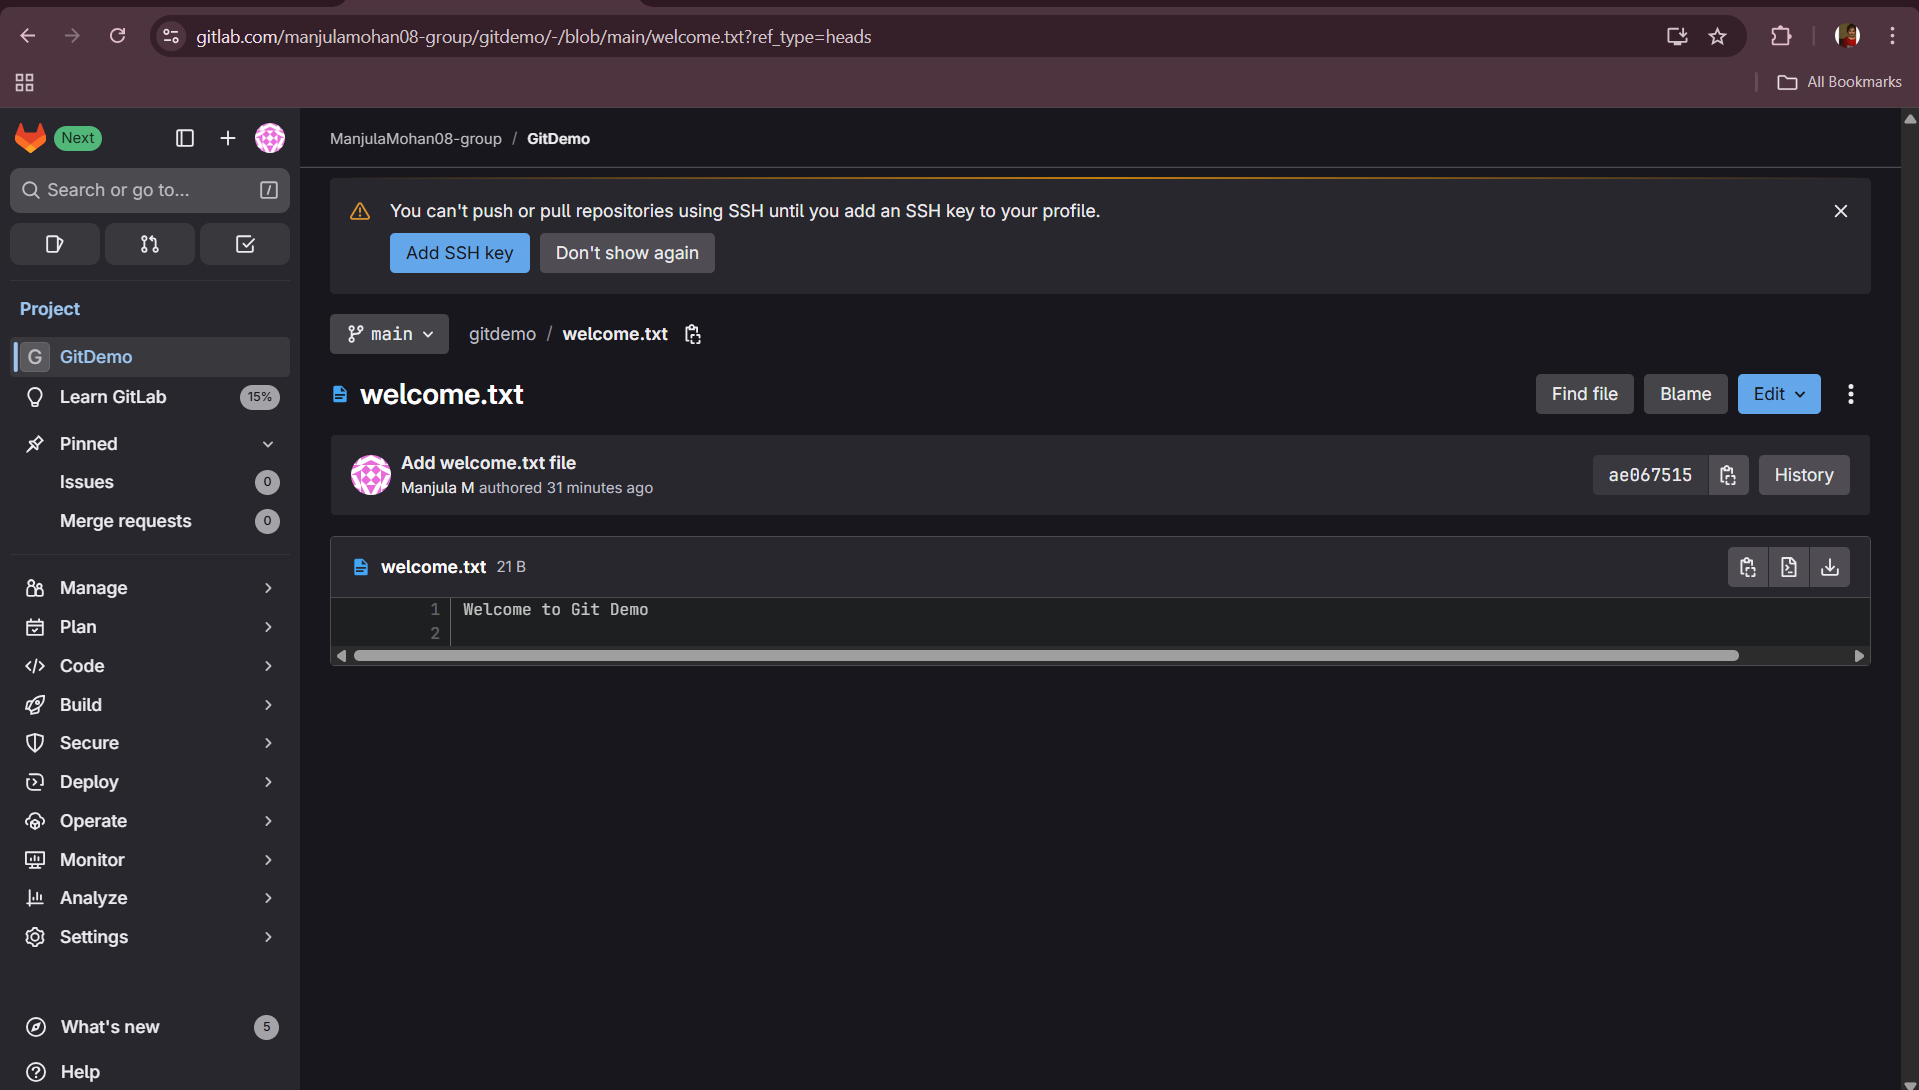 gitlab.com/manjulamohan08-group/gitdemo/-/blob/main/welcome.txt?ref_type=heads
All Bookmarks
Next
Search or go to...
/
Project
G GitDemo
Learn GitLab 15%
Pinned
Issues 0
Merge requests 0
Manage
Plan
Code
Build
Secure
Deploy
Operate
Monitor
Analyze
Settings
What's new 5
Help
ManjulaMohan08-group / GitDemo
You can't push or pull repositories using SSH until you add an SSH key to your profile.
Add SSH key Don't show again
main gitdemo / welcome.txt
welcome.txt
Find file Blame Edit
Add welcome.txt file
Manjula M authored 31 minutes ago
ae067515 History
welcome.txt 21 B
1 Welcome to Git Demo
2